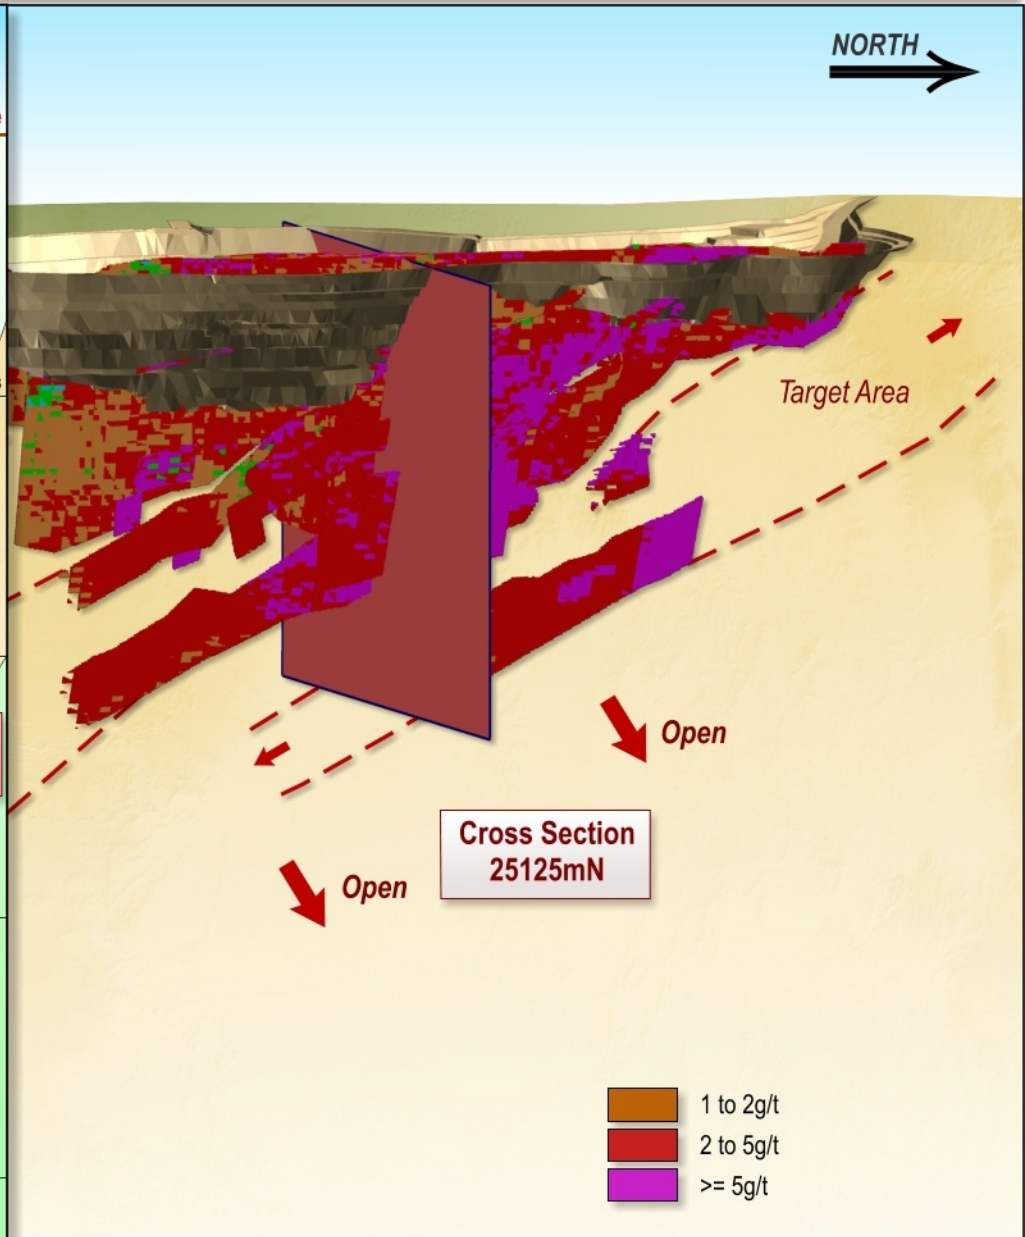 NORTH
Target Area
Open
Cross Section
25125mN
Open
1 to 2g/t
2 to 5g/t
>= 5g/t